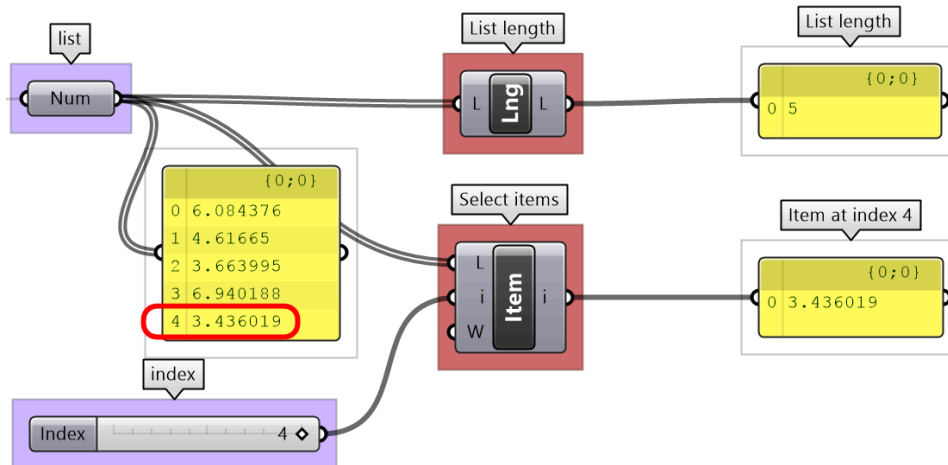 list
Num
List length
L
Lng
L
List length
{0;0}
0 5
{0;0}
0 6.084376
1 4.61665
2 3.663995
3 6.940188
4 3.436019
Select items
L
i
W
Item
i
Item at index 4
{0;0}
0 3.436019
index
Index
4